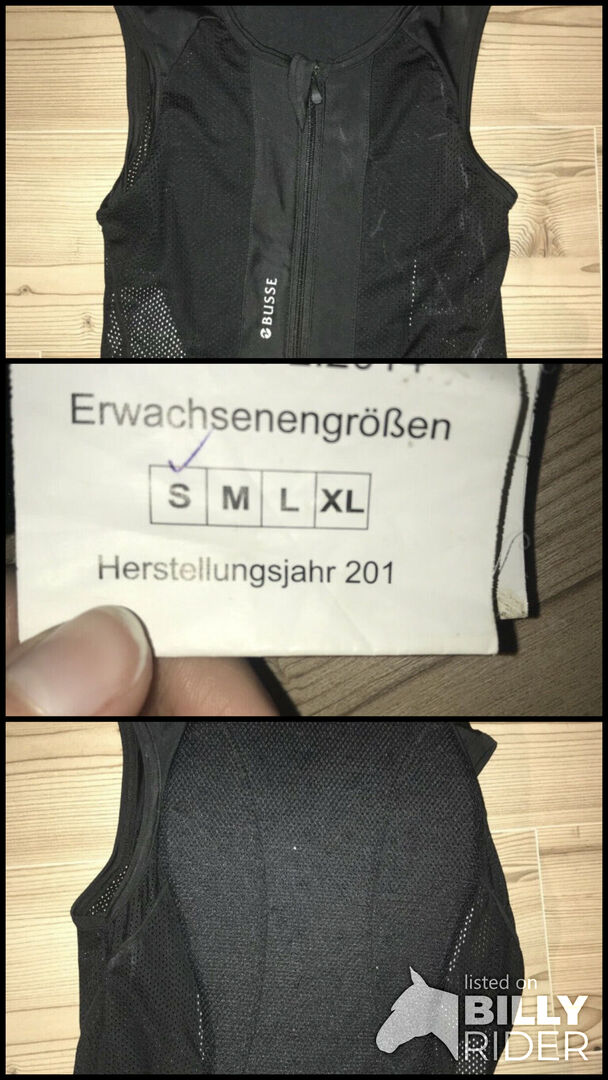 BUSSE
Erwachsenengrößen
S M L XL
Herstellungsjahr 201
listed on
BILLY
RIDER